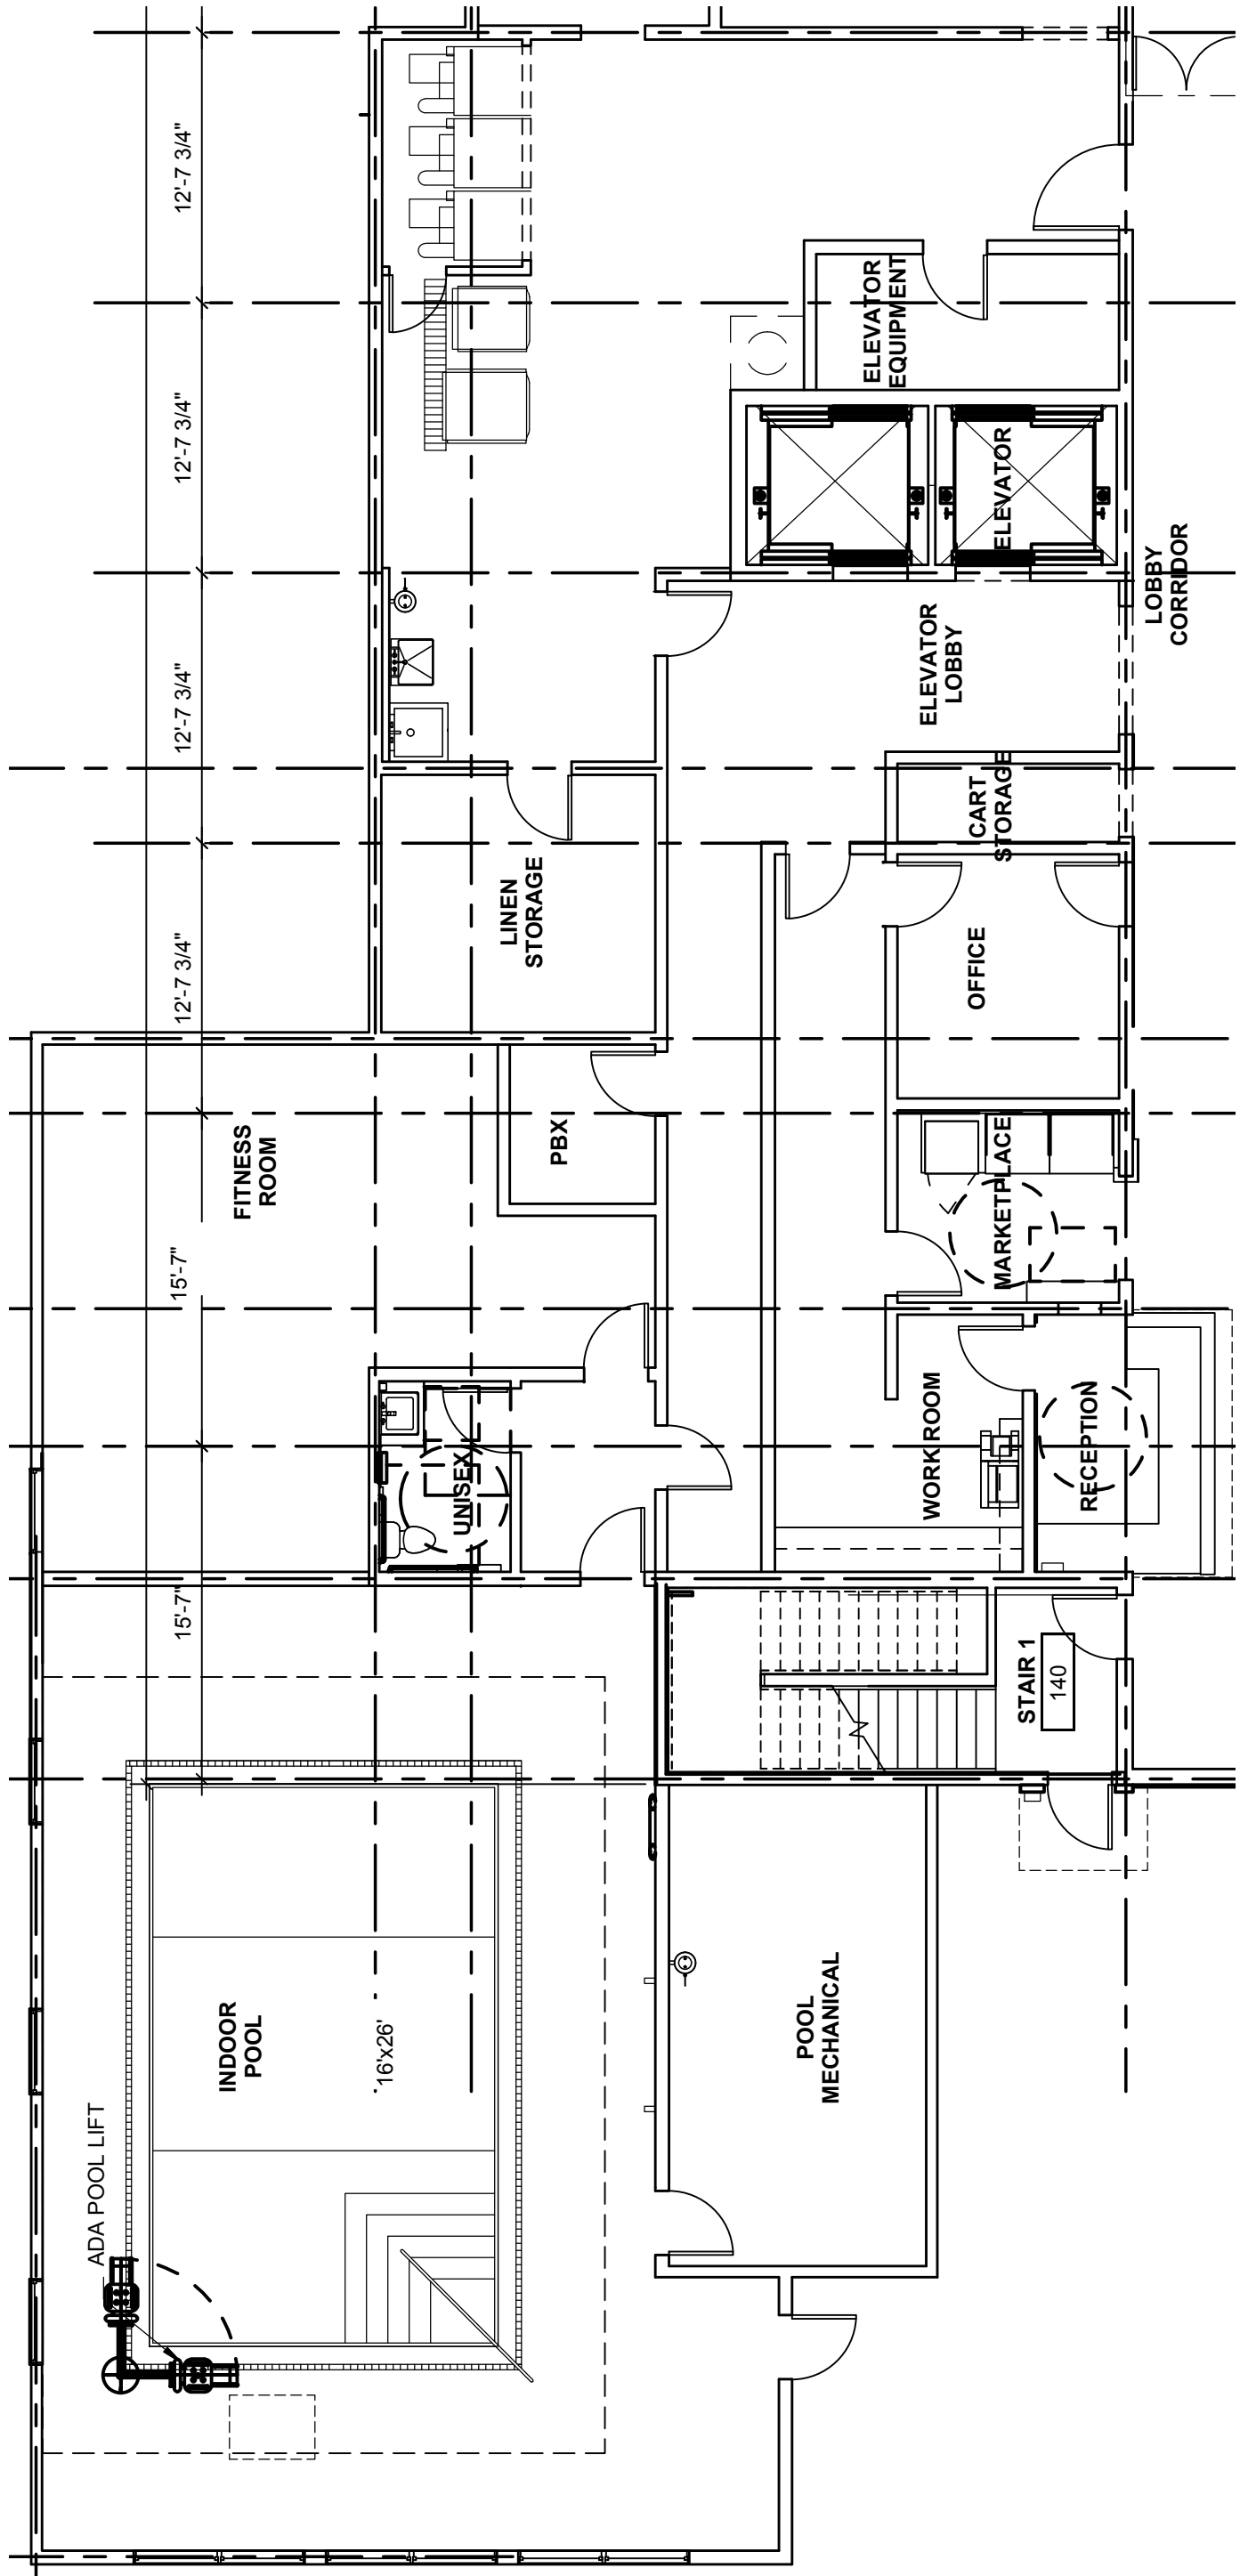 12'-7 3/4"
12'-7 3/4"
12'-7 3/4"
12'-7 3/4"
15'-7"
15'-7"
ELEVATOR
EQUIPMENT
ELEVATOR
LOBBY
CORRIDOR
ELEVATOR
LOBBY
CART
STORAGE
LINEN
STORAGE
OFFICE
FITNESS
ROOM
PBX
MARKETPLACE
UNISEX
WORK ROOM
RECEPTION
STAIR 1
140
INDOOR
POOL
16'x26'
ADA POOL LIFT
POOL
MECHANICAL